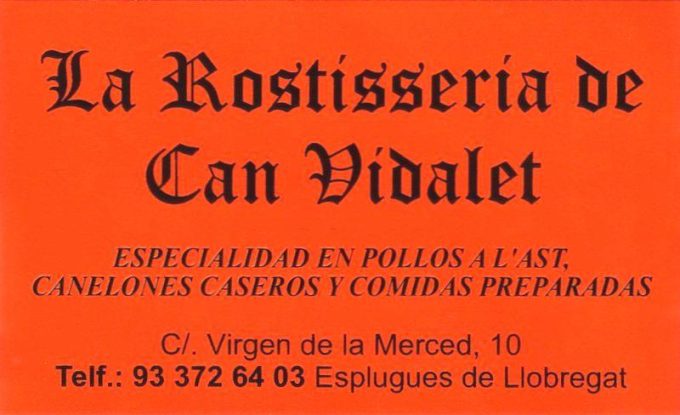 La Rostisseria de
Can Vidalet
ESPECIALIDAD EN POLLOS A L'AST,
CANELONES CASEROS Y COMIDAS PREPARADAS
C/. Virgen de la Merced, 10
Telf.: 93 372 64 03 Esplugues de Llobregat